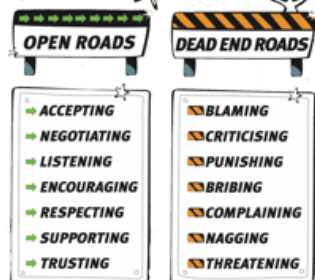 OPEN ROADS
ACCEPTING
NEGOTIATING
LISTENING
ENCOURAGING
RESPECTING
SUPPORTING
TRUSTING
DEAD END ROADS
BLAMING
CRITICISING
PUNISHING
BRIBING
COMPLAINING
NAGGING
THREATENING